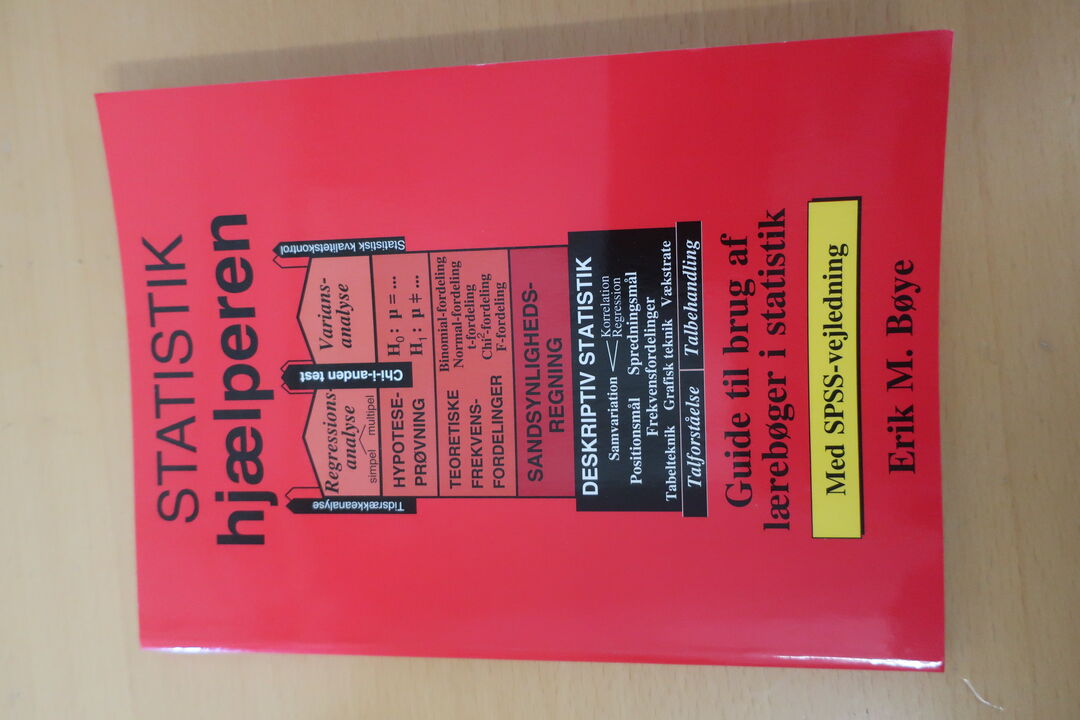 STATISTIK
hjælperen
Tidsrækkeanalyse
Chi-i-anden test
Statistisk kvalitetskontrol
Regressions-
analyse
simpel multipel
Varians-
analyse
HYPOTESE-
PRØVNING
H₀: μ = ...
H₁: μ ≠ ...
TEORETISKE
FREKVENS-
FORDELINGER
Binomial-fordeling
Normal-fordeling
t-fordeling
Chi²-fordeling
F-fordeling
SANDSYNLIGHEDS-
REGNING
DESKRIPTIV STATISTIK
Samvariation
Korrelation
Regression
Positionsmål Spredningsmål
Frekvensfordelinger
Tabelteknik Grafisk teknik Vækstrate
Talforståelse Talbehandling
Guide til brug af
lærebøger i statistik
Med SPSS-vejledning
Erik M. Bøye